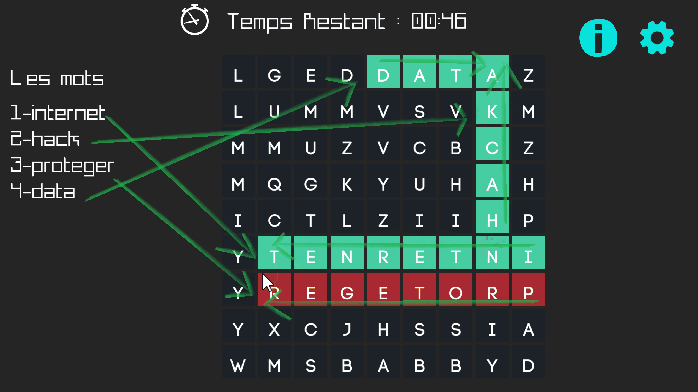 Temps Restant : 00:46
Les mots
1-internet
2-hack
3-proteger
4-data
L G E D D A T A Z
L U M M V S V K M
M M U Z V C B C Z
M Q G K Y U H A H
I C T L Z I I H P
Y T E N R E T N I
Y R E G E T O R P
Y X C J H S S I A
W M S B A B B Y D